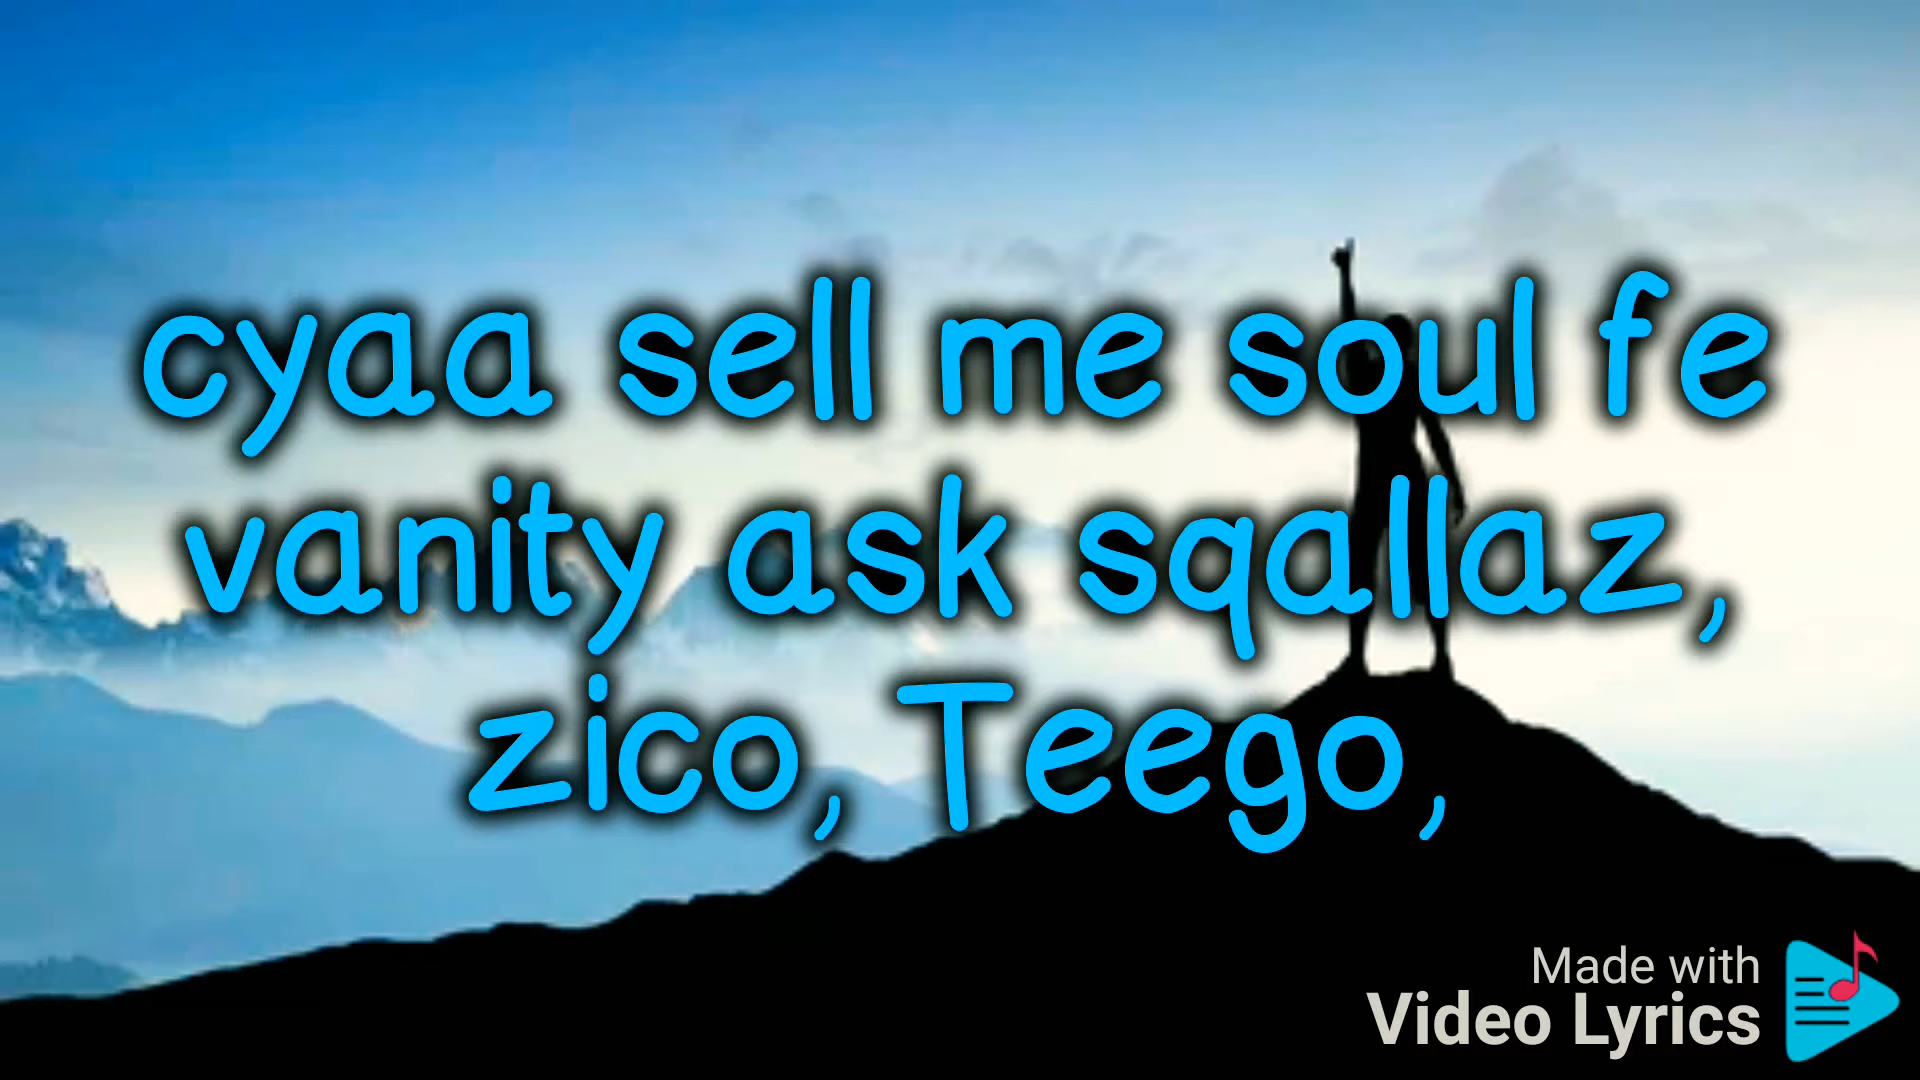 cyaa sell me soul fe
vanity ask sqallaz,
zico, Teego,
Made with
Video Lyrics